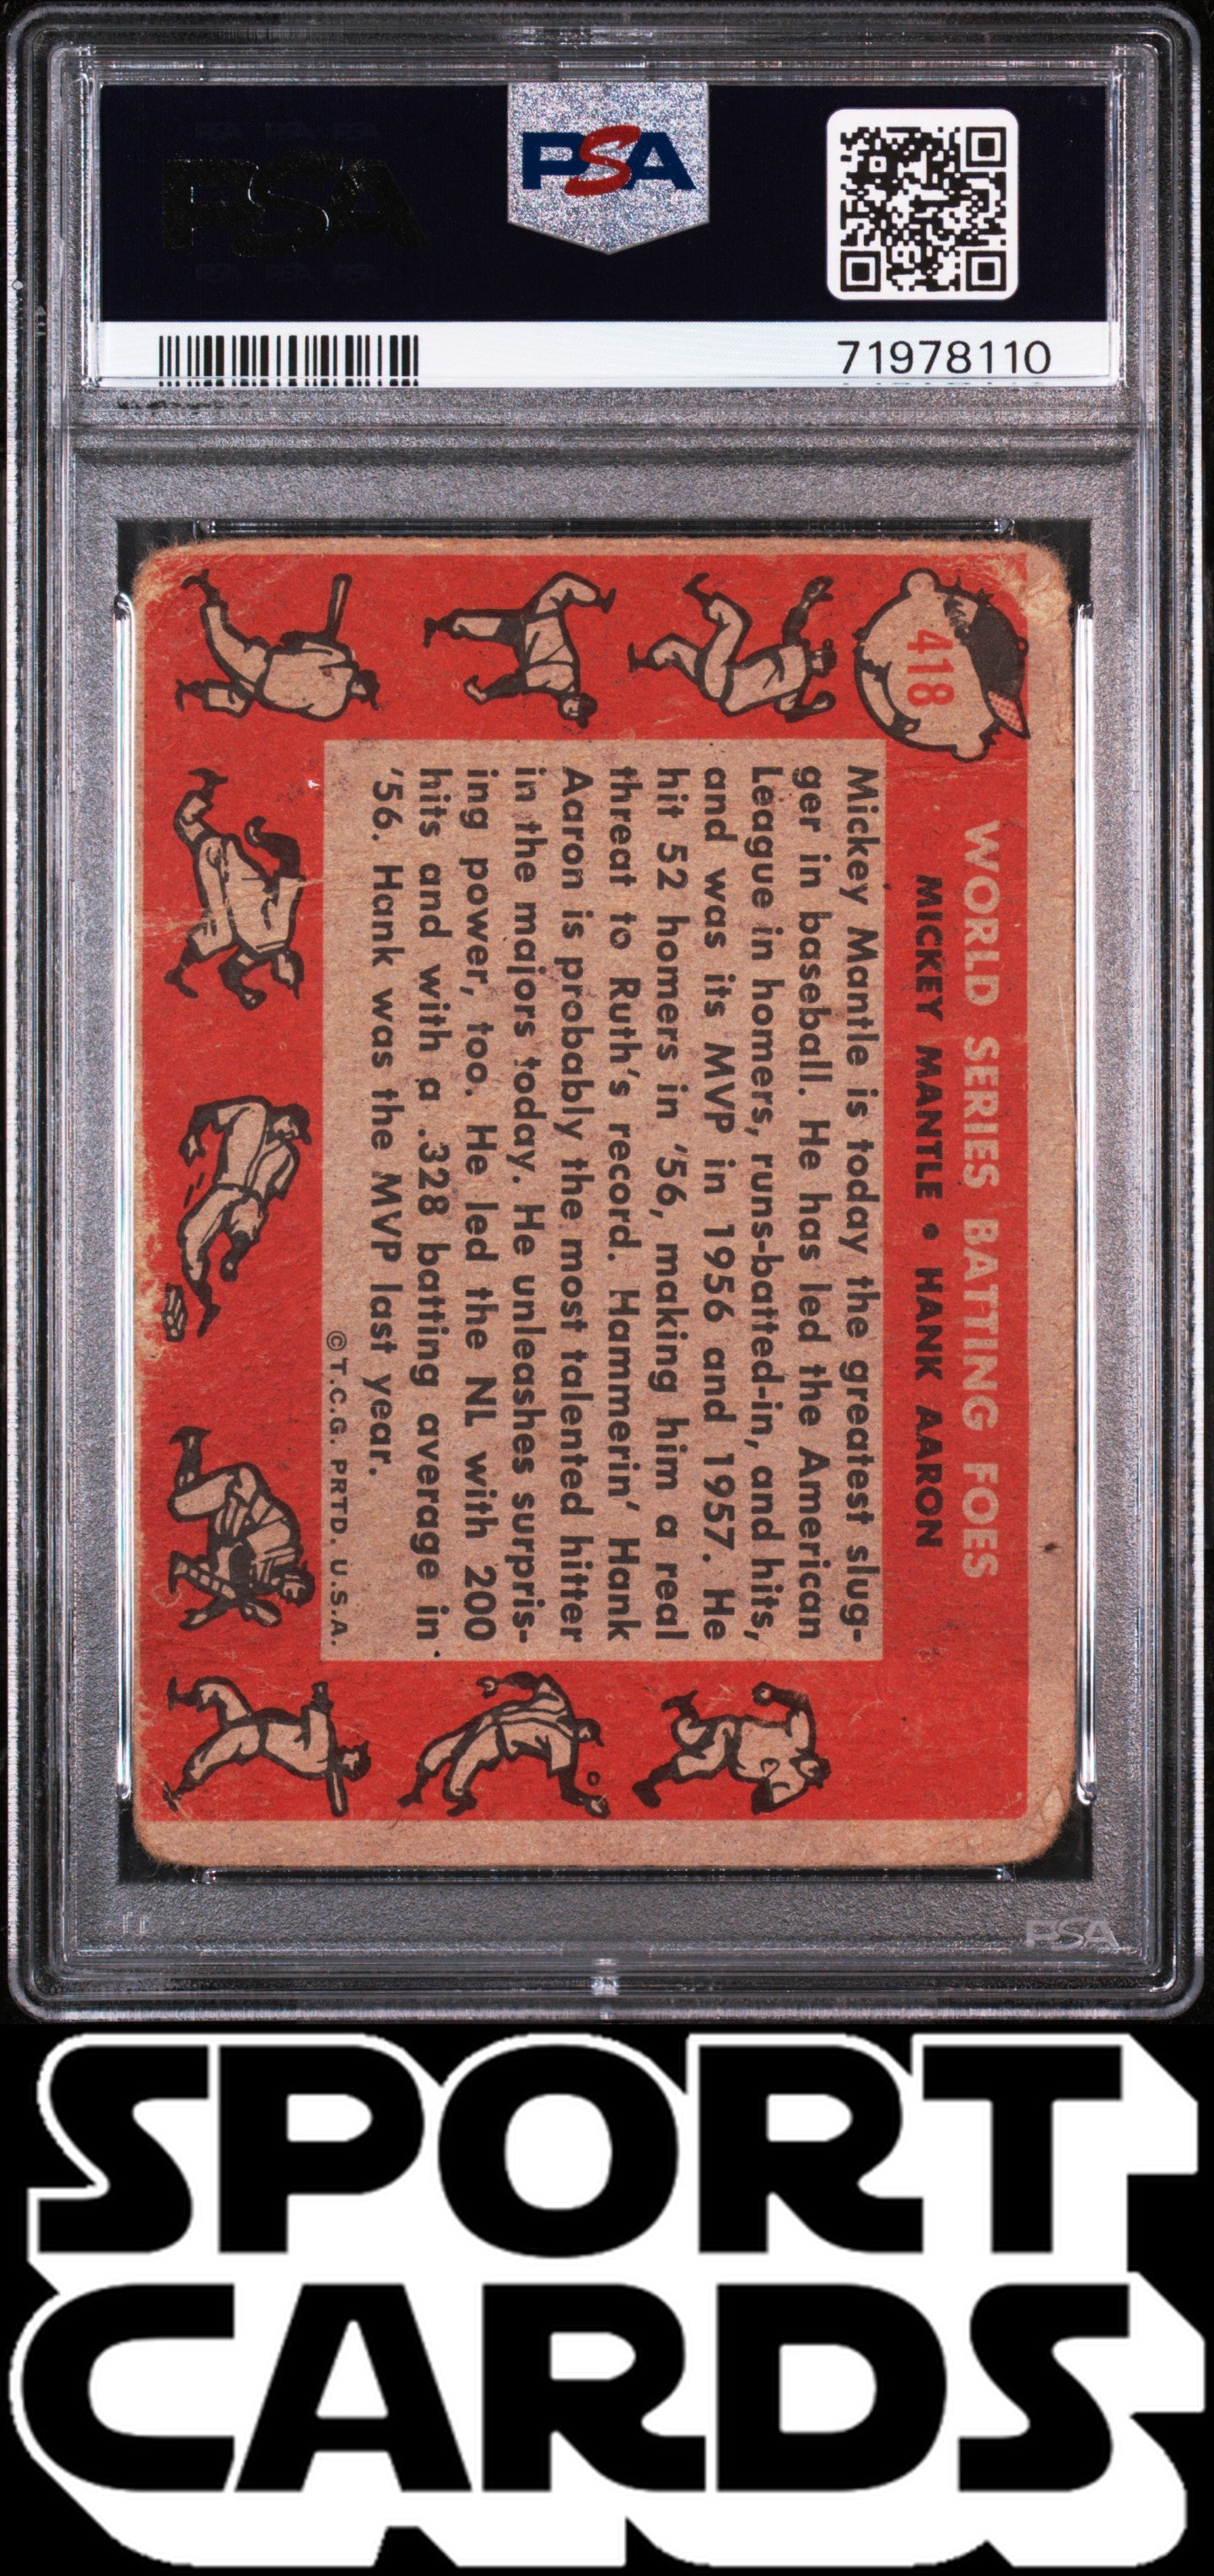 PSA
PSA
71978110
418
WORLD SERIES BATTING FOES
MICKEY MANTLE • HANK AARON
Mickey Mantle is today the greatest slug-
ger in baseball. He has led the American
League in homers, runs-batted-in, and hits,
and was its MVP in 1956 and 1957. He
hit 52 homers in '56, making him a real
threat to Ruth's record. Hammerin' Hank
Aaron is probably the most talented hitter
in the majors today. He unleashes surpris-
ing power, too. He led the NL with 200
hits and with a .328 batting average in
'56. Hank was the MVP last year.
© T.C.G. PRTD. U.S.A.
PSA
SPORT
CARDS